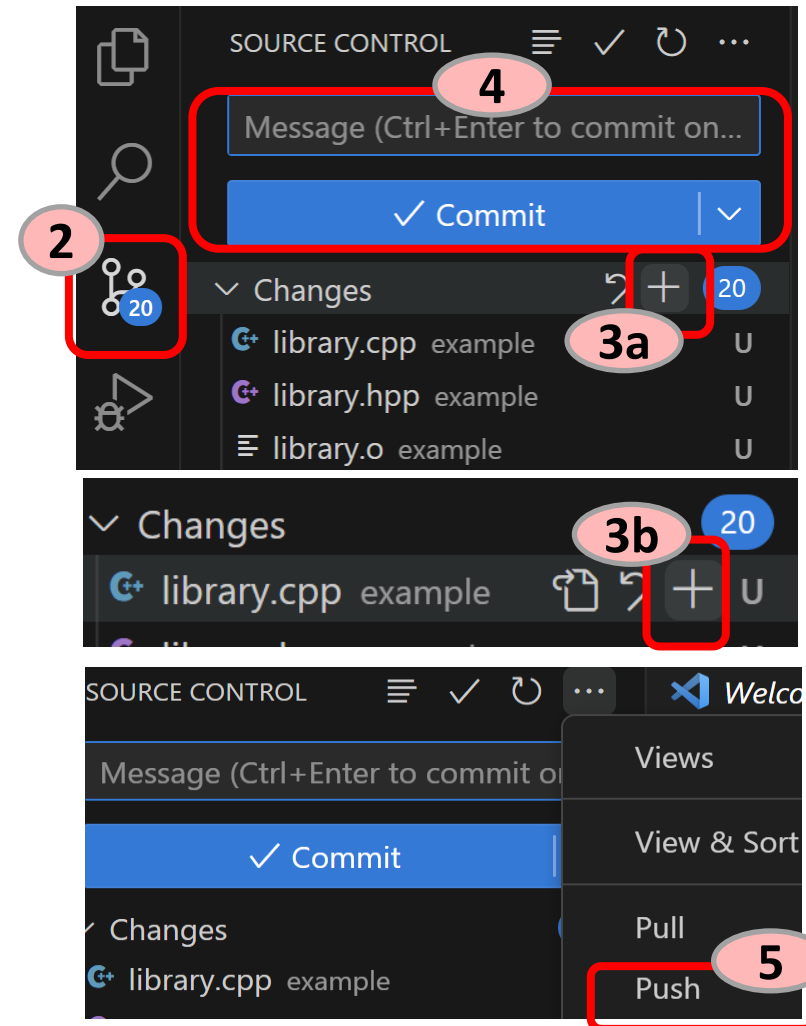 SOURCE CONTROL
4
Message (Ctrl+Enter to commit on...
Commit
2
20
Changes
20
library.cpp example
3a
U
library.hpp example
U
library.o example
U
Changes
3b
20
library.cpp example
U
SOURCE CONTROL
Welco
Message (Ctrl+Enter to commit o
Views
Commit
View & Sort
Changes
Pull
library.cpp example
5
Push